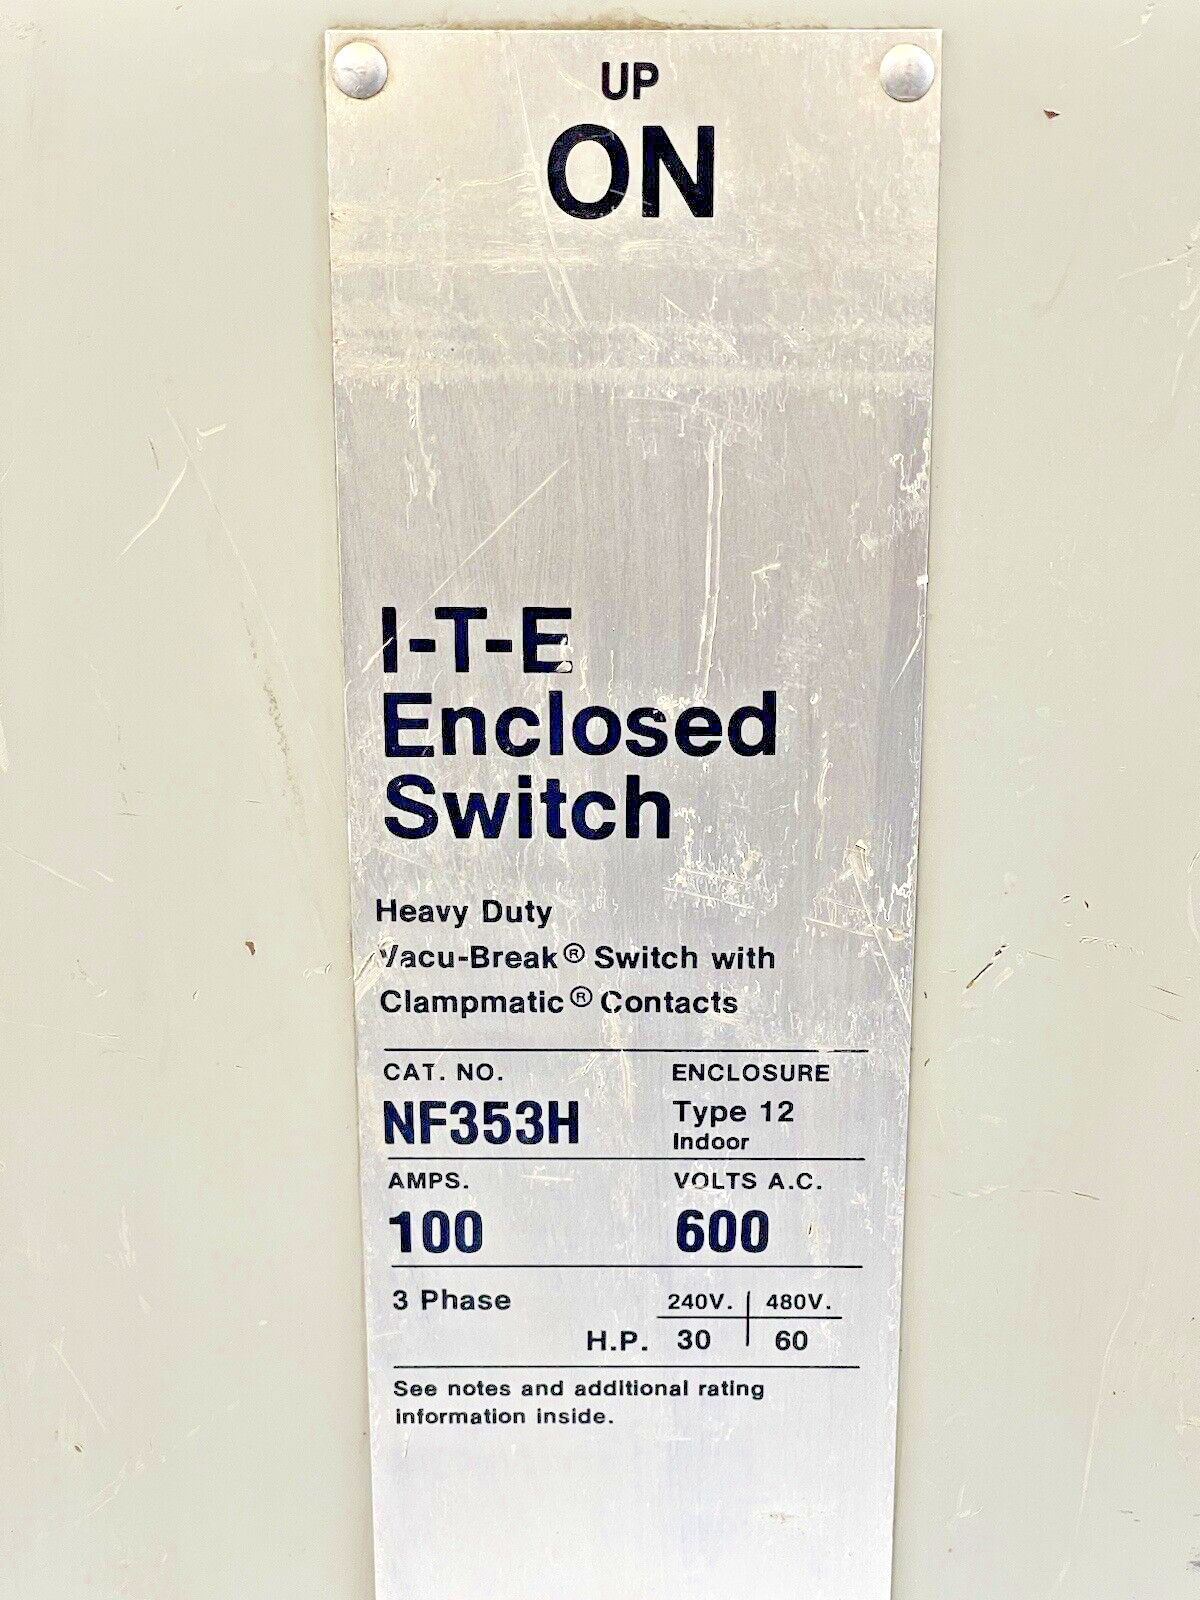 UP
ON
I-T-E
Enclosed
Switch
Heavy Duty
Vacu-Break® Switch with
Clampmatic® Contacts
CAT. NO. ENCLOSURE
NF353H Type 12
Indoor
AMPS. VOLTS A.C.
100 600
3 Phase 240V. 480V.
H.P. 30 60
See notes and additional rating
information inside.